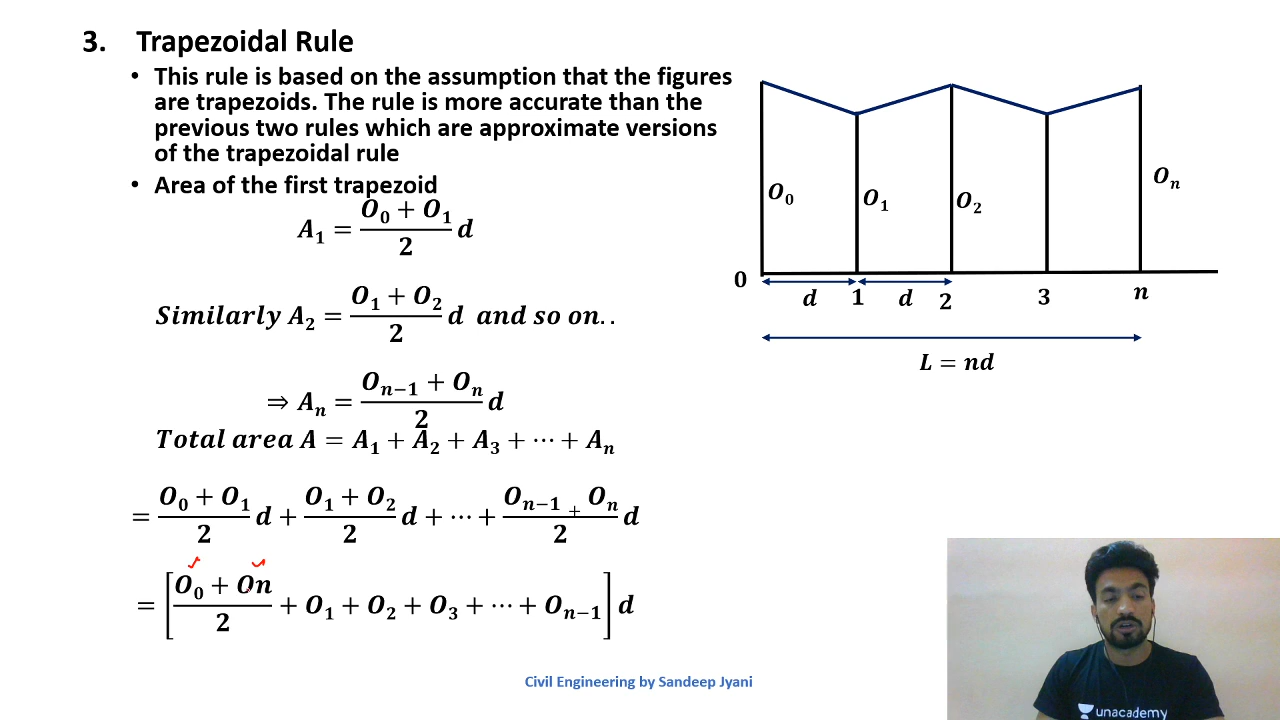 3. Trapezoidal Rule
• This rule is based on the assumption that the figures
are trapezoids. The rule is more accurate than the
previous two rules which are approximate versions
of the trapezoidal rule
• Area of the first trapezoid
A₁ = (O₀ + O₁)/2 d
Similarly A₂ = (O₁ + O₂)/2 d and so on..
⇒ Aₙ = (Oₙ₋₁ + Oₙ)/2 d
Total area A = A₁ + A₂ + A₃ + ⋯ + Aₙ
= (O₀ + O₁)/2 d + (O₁ + O₂)/2 d + ⋯ + (Oₙ₋₁ + Oₙ)/2 d
= [(O₀ + On)/2 + O₁ + O₂ + O₃ + ⋯ + Oₙ₋₁] d
O₀ O₁ O₂ Oₙ
0 d 1 d 2 3 n
L = nd
Civil Engineering by Sandeep Jyani
unacademy